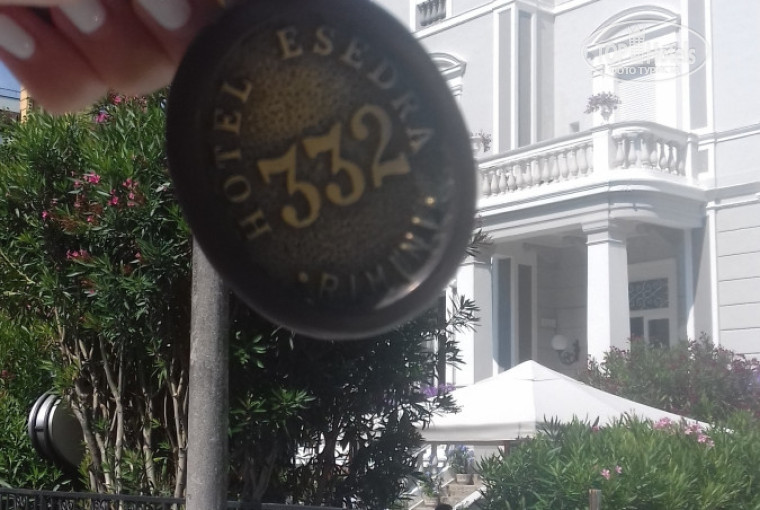 HOTEL ESEDRA
332
RIMINI